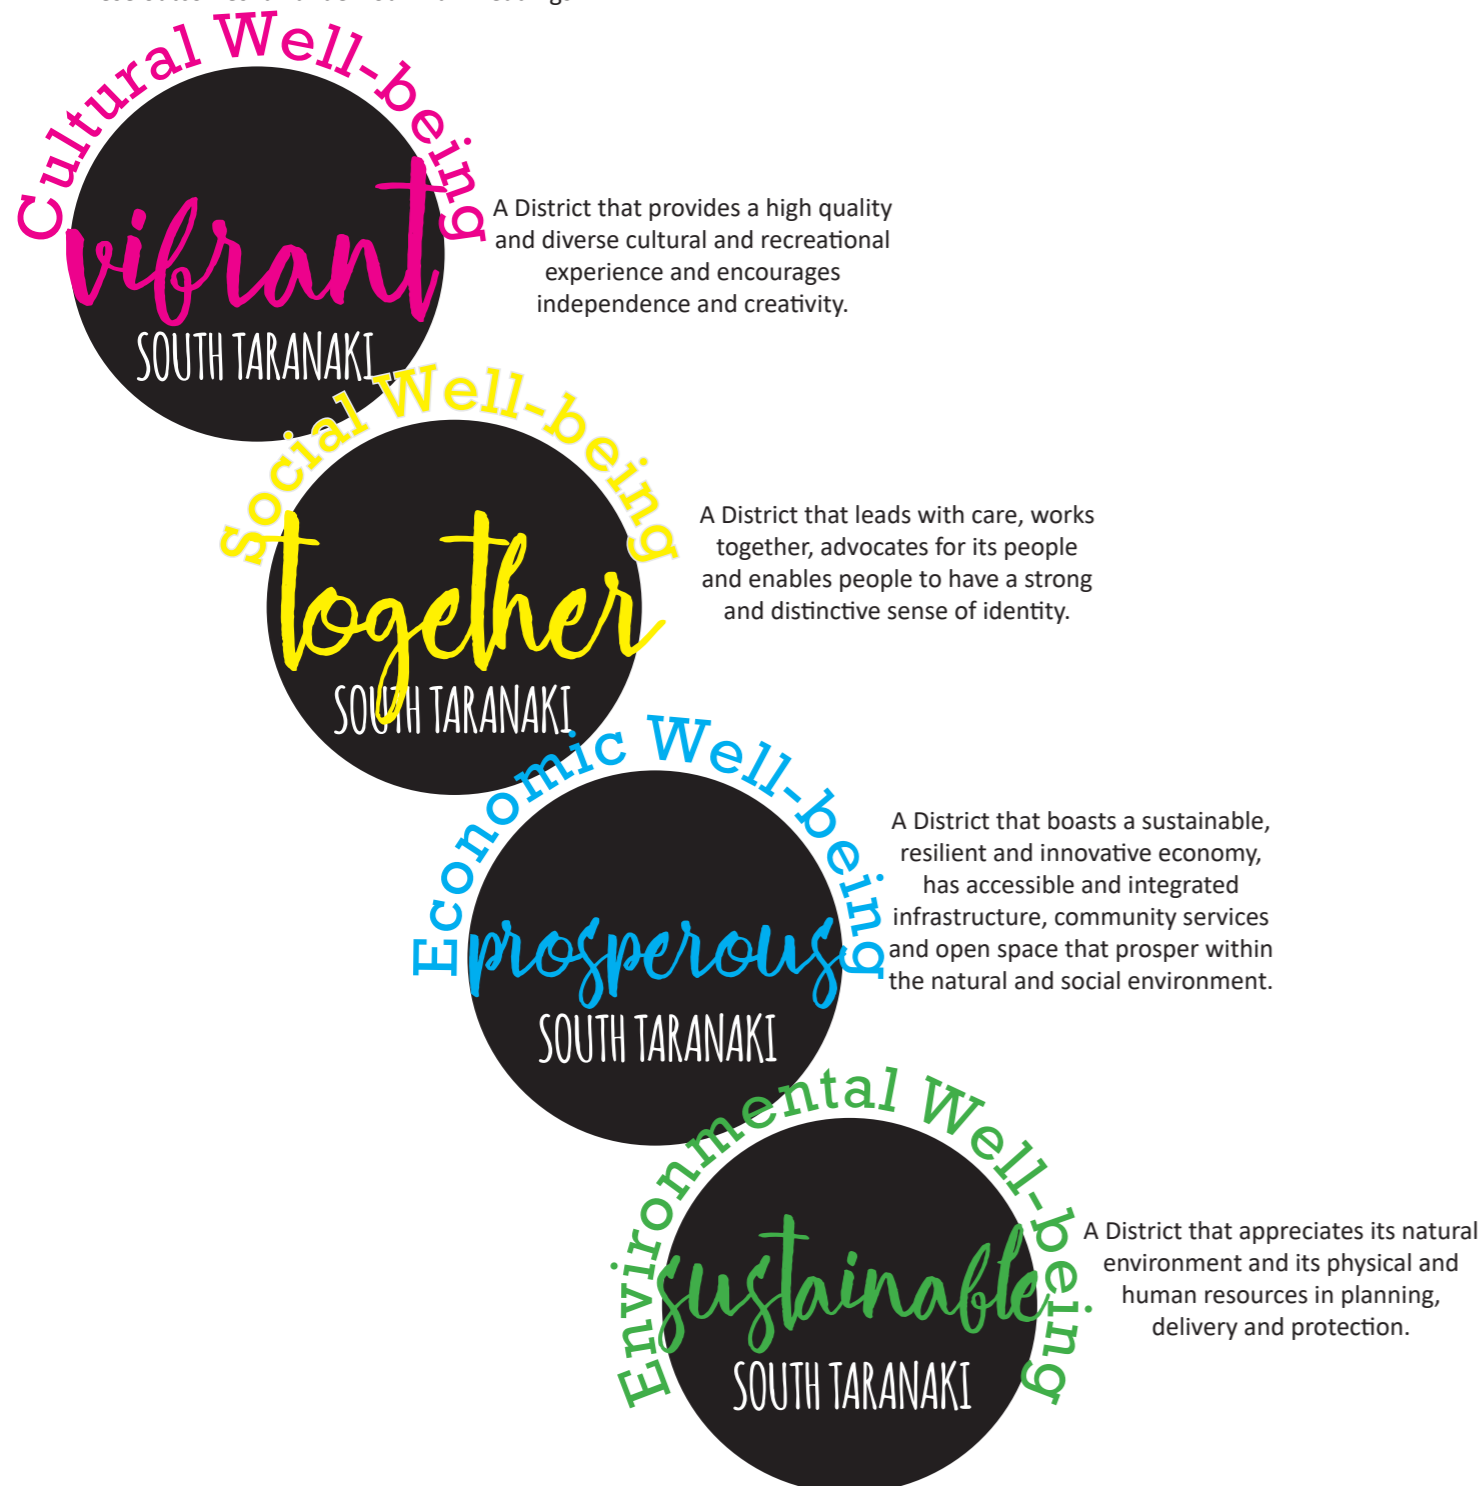 Cultural Well-being
vibrant
SOUTH TARANAKI
A District that provides a high quality
and diverse cultural and recreational
experience and encourages
independence and creativity.
Social Well-being
together
SOUTH TARANAKI
A District that leads with care, works
together, advocates for its people
and enables people to have a strong
and distinctive sense of identity.
Economic Well-being
prosperous
SOUTH TARANAKI
A District that boasts a sustainable,
resilient and innovative economy,
has accessible and integrated
infrastructure, community services
and open space that prosper within
the natural and social environment.
Environmental Well-being
sustainable
SOUTH TARANAKI
A District that appreciates its natural
environment and its physical and
human resources in planning,
delivery and protection.